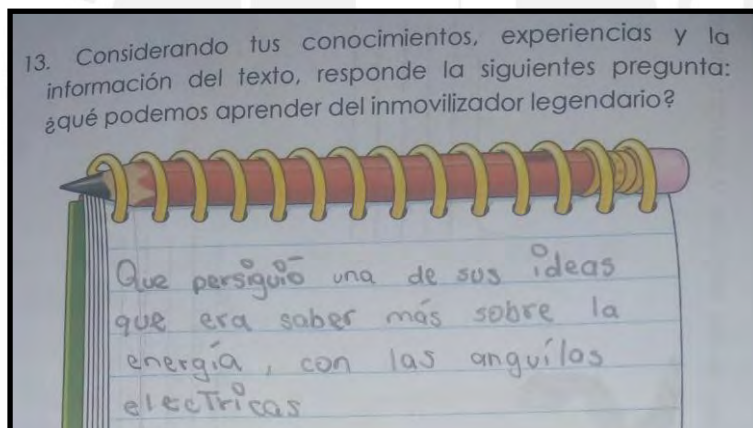 13. Considerando tus conocimientos, experiencias y la
información del texto, responde la siguientes pregunta:
¿qué podemos aprender del inmovilizador legendario?
Que persiguió una de sus ideas
que era saber más sobre la
energía, con las anguílas
electricas